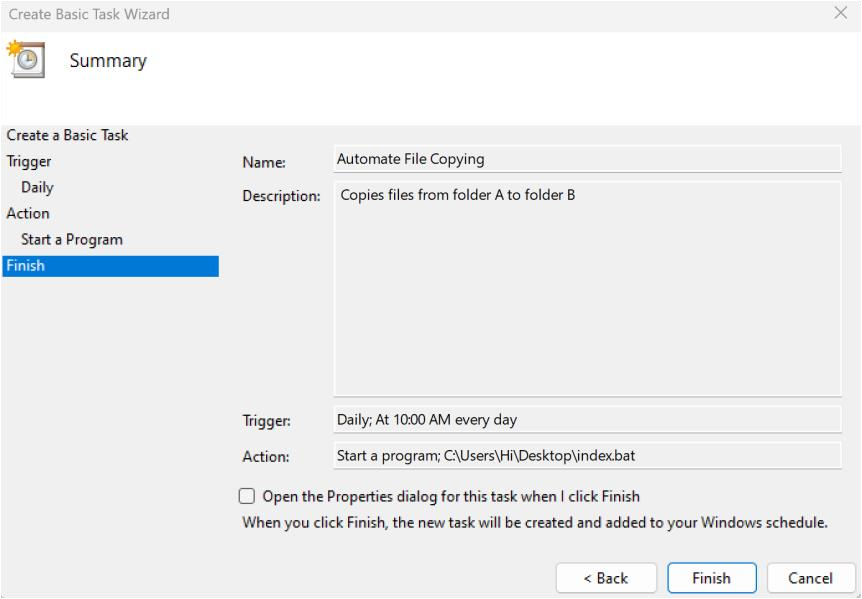 Create Basic Task Wizard
Summary
Create a Basic Task
Trigger
Daily
Action
Start a Program
Finish
Name:
Automate File Copying
Description:
Copies files from folder A to folder B
Trigger:
Daily; At 10:00 AM every day
Action:
Start a program; C:\Users\Hi\Desktop\index.bat
Open the Properties dialog for this task when I click Finish
When you click Finish, the new task will be created and added to your Windows schedule.
< Back
Finish
Cancel